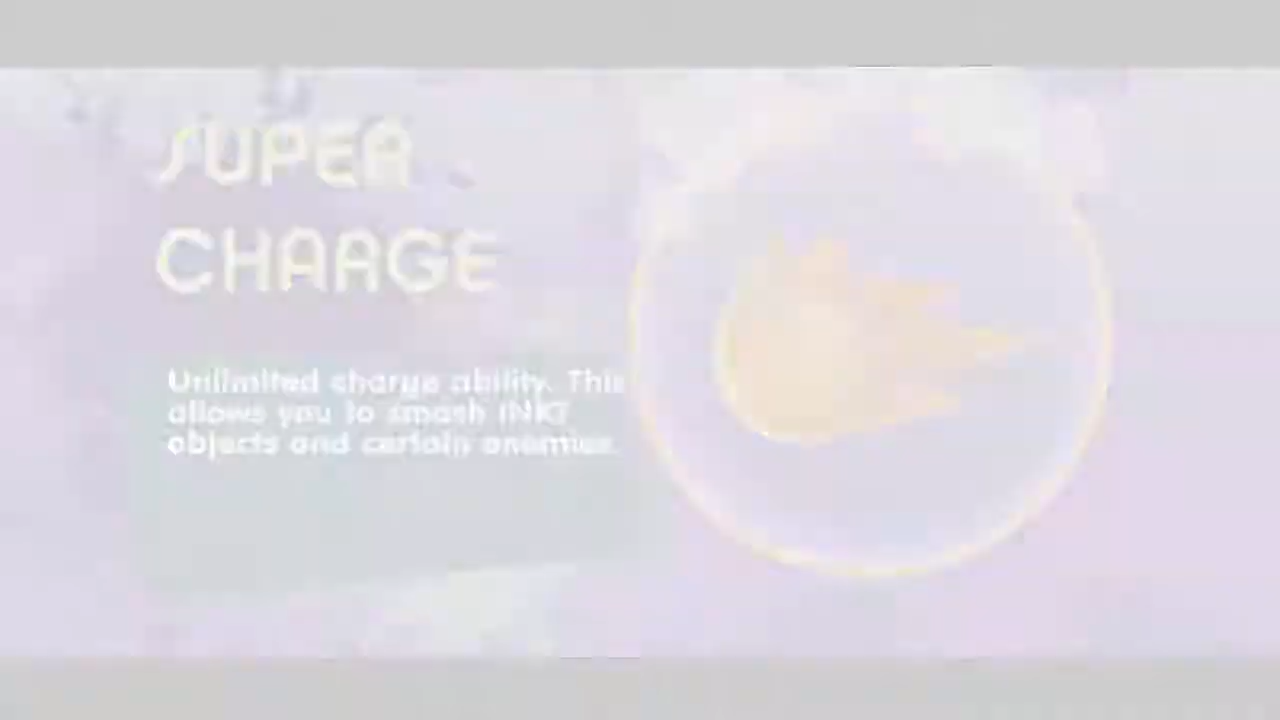 SUPER
CHARGE
Unlimited charge ability. This
allows you to smash INKT
objects and certain enemies.